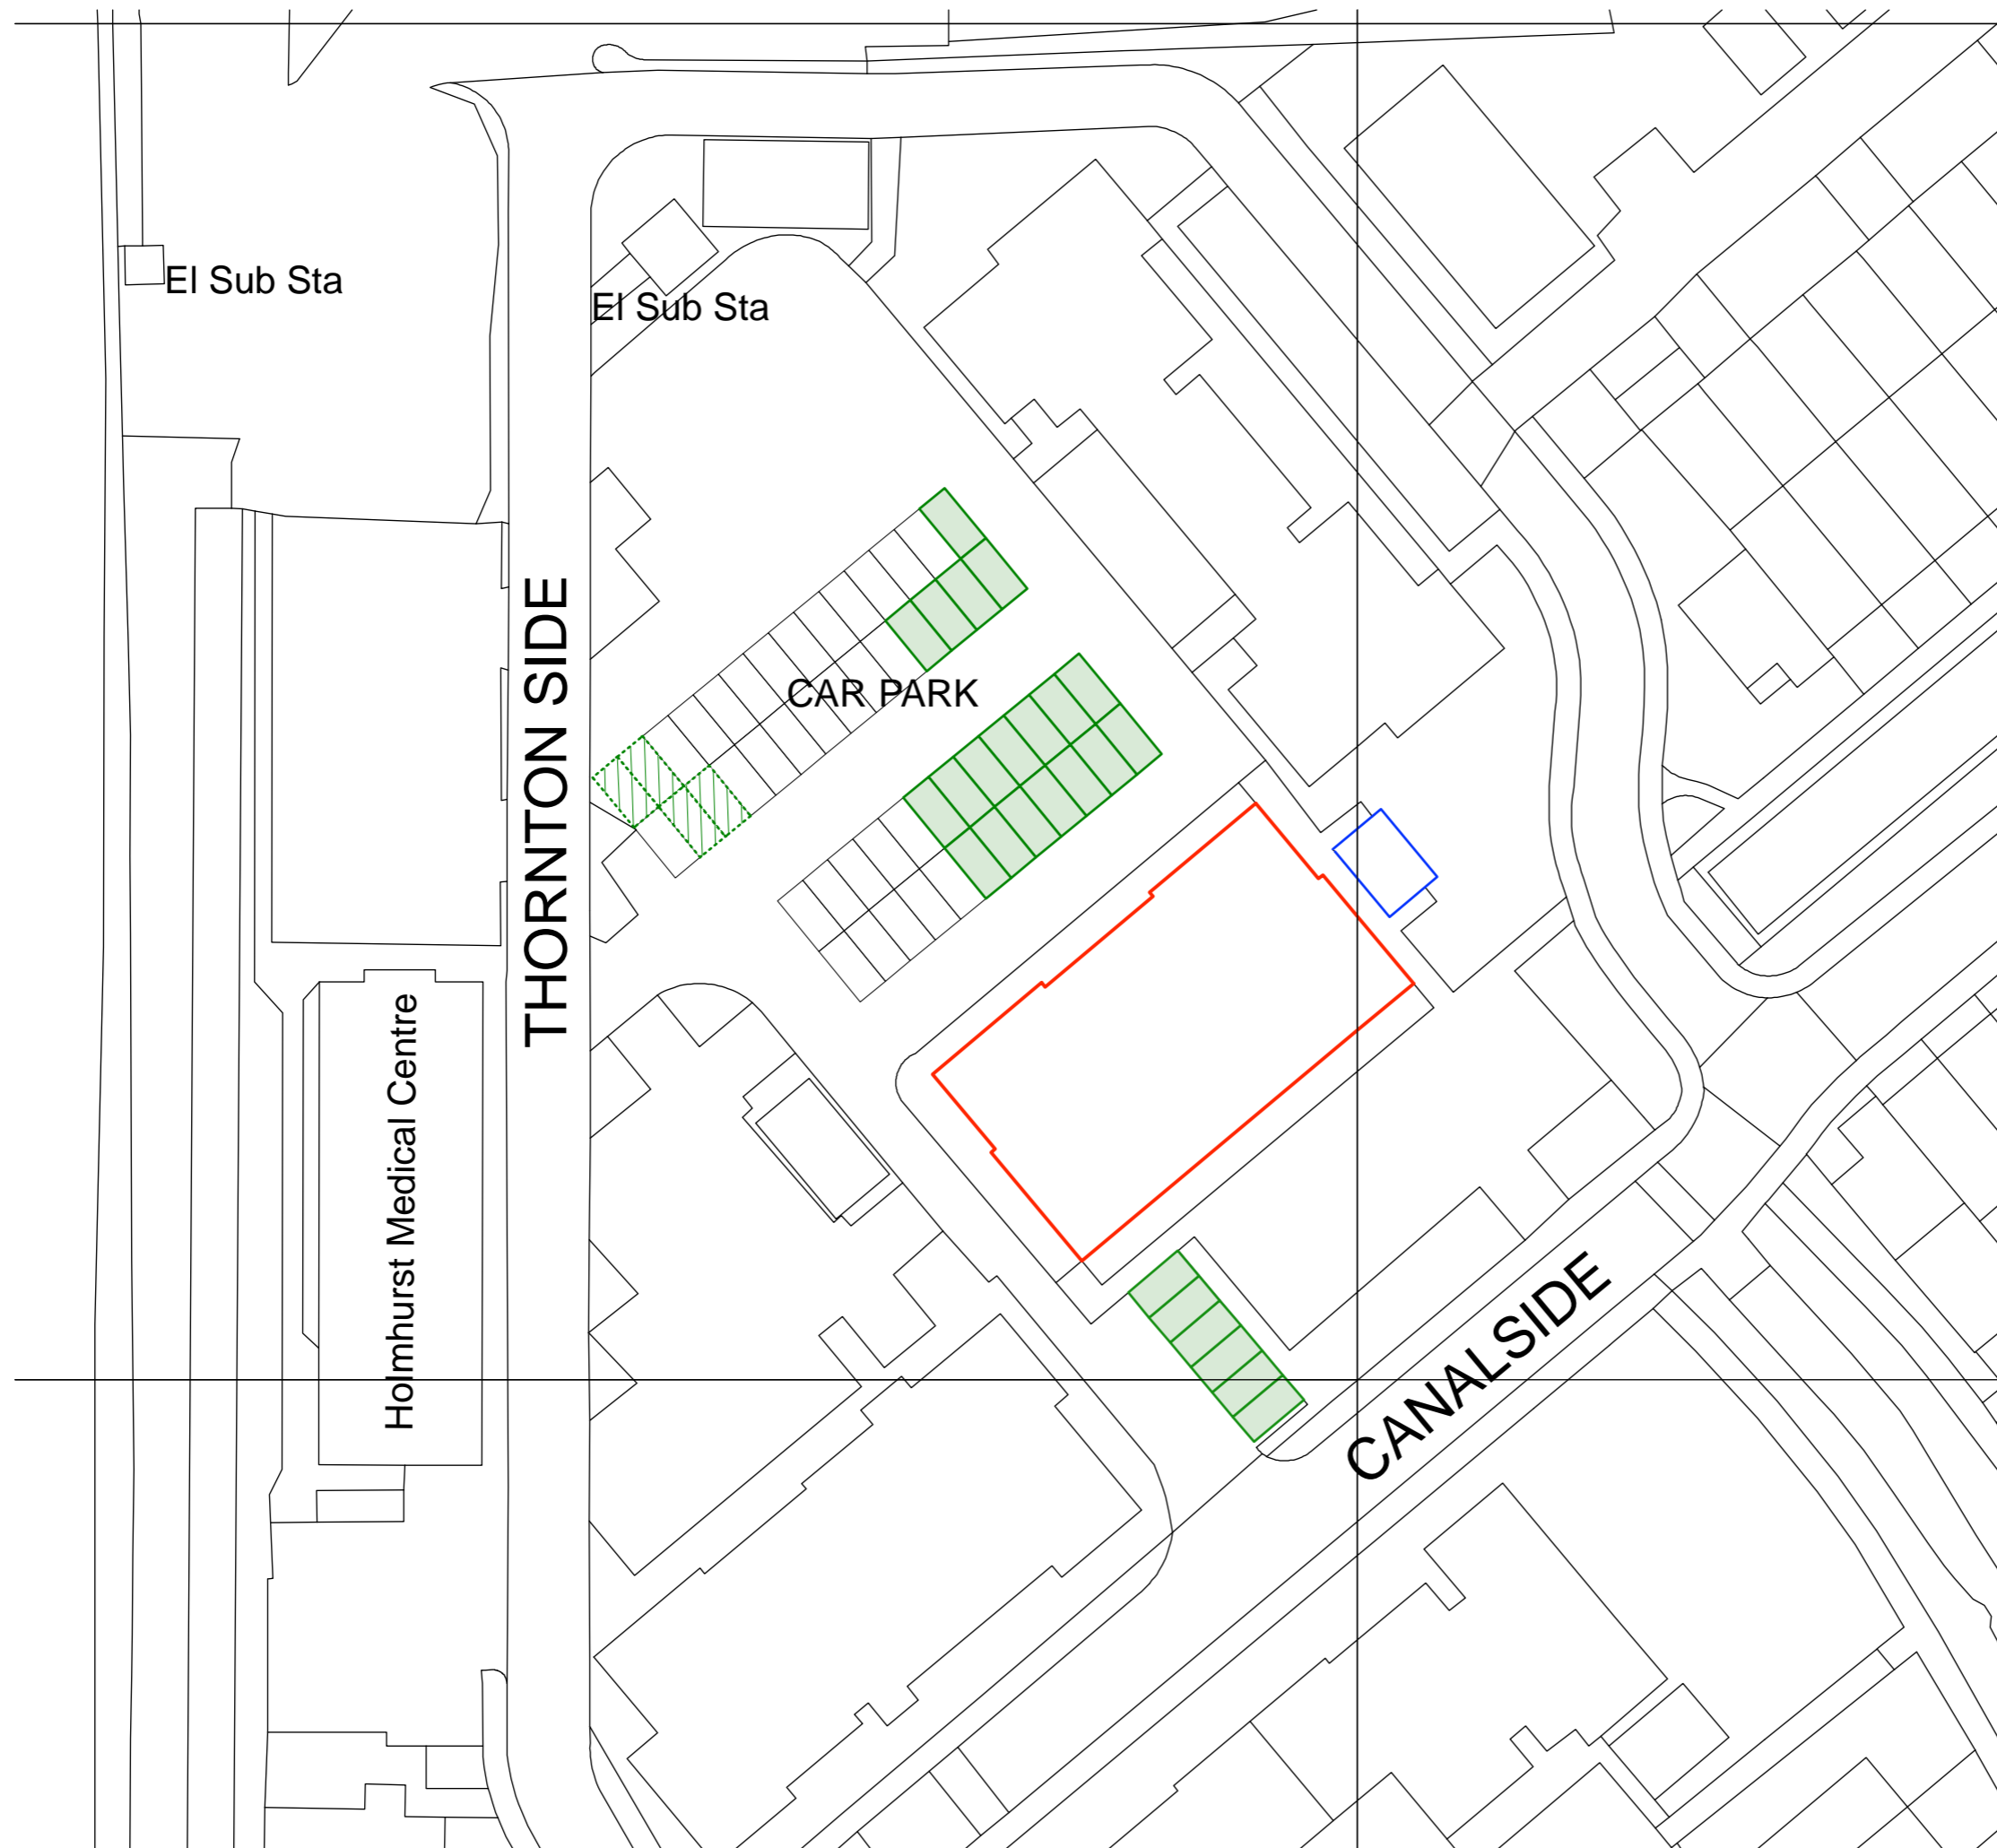 El Sub Sta
El Sub Sta
CAR PARK
THORNTON SIDE
Holmhurst Medical Centre
CANALSIDE